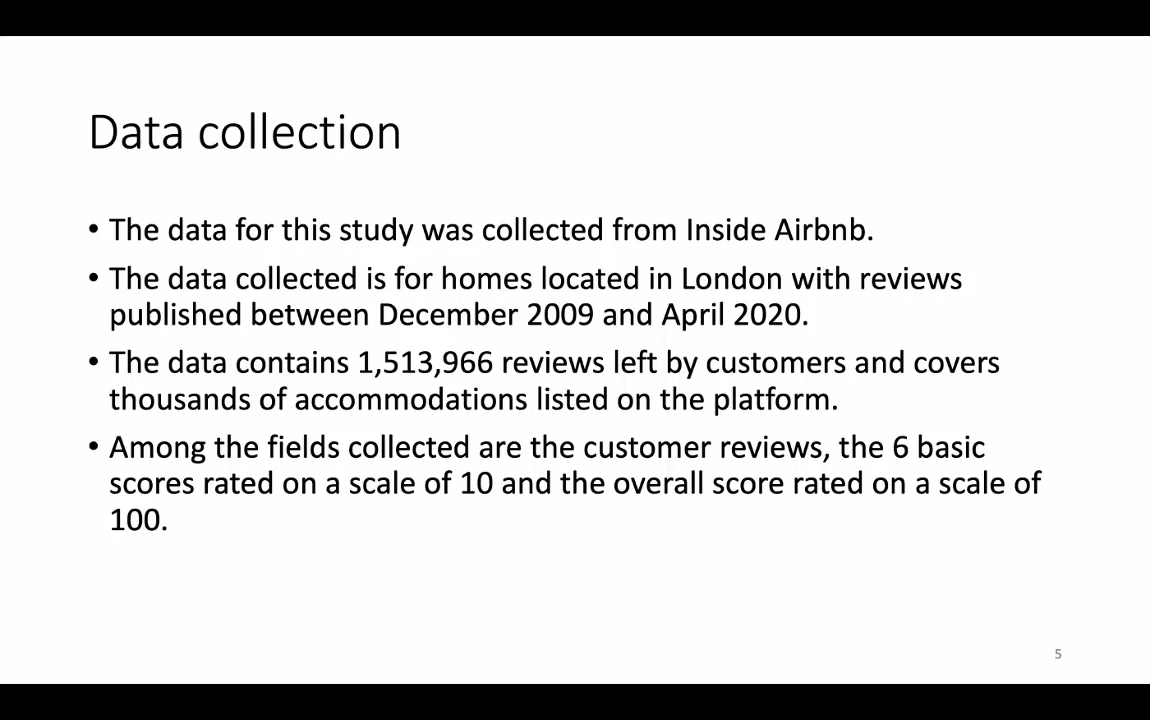 Data collection
• The data for this study was collected from Inside Airbnb.
• The data collected is for homes located in London with reviews
published between December 2009 and April 2020.
• The data contains 1,513,966 reviews left by customers and covers
thousands of accommodations listed on the platform.
• Among the fields collected are the customer reviews, the 6 basic
scores rated on a scale of 10 and the overall score rated on a scale of
100.
5